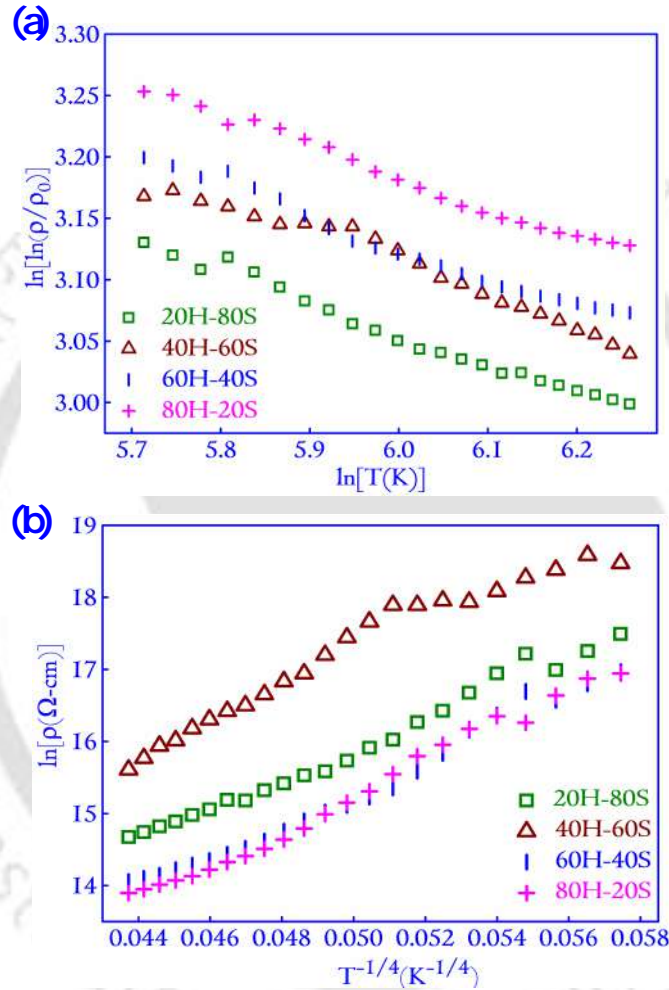 (a)
3.30
3.25
3.20
3.15
3.10
3.05
3.00
ln[ln(ρ/ρ0)]
20H-80S
40H-60S
60H-40S
80H-20S
5.7 5.8 5.9 6.0 6.1 6.2
ln[T(K)]
(b)
19
18
17
16
15
14
ln[ρ(Ω-cm)]
20H-80S
40H-60S
60H-40S
80H-20S
0.044 0.046 0.048 0.050 0.052 0.054 0.056 0.058
T-1/4(K-1/4)